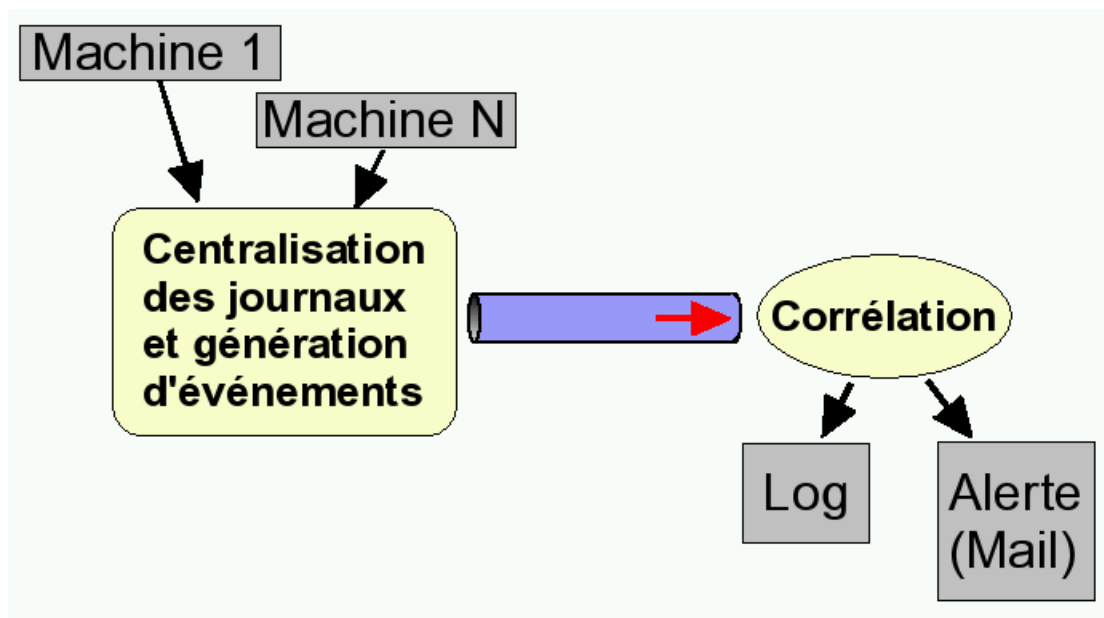 Machine 1
Machine N
Centralisation
des journaux
et génération
d'événements
Corrélation
Log
Alerte
(Mail)